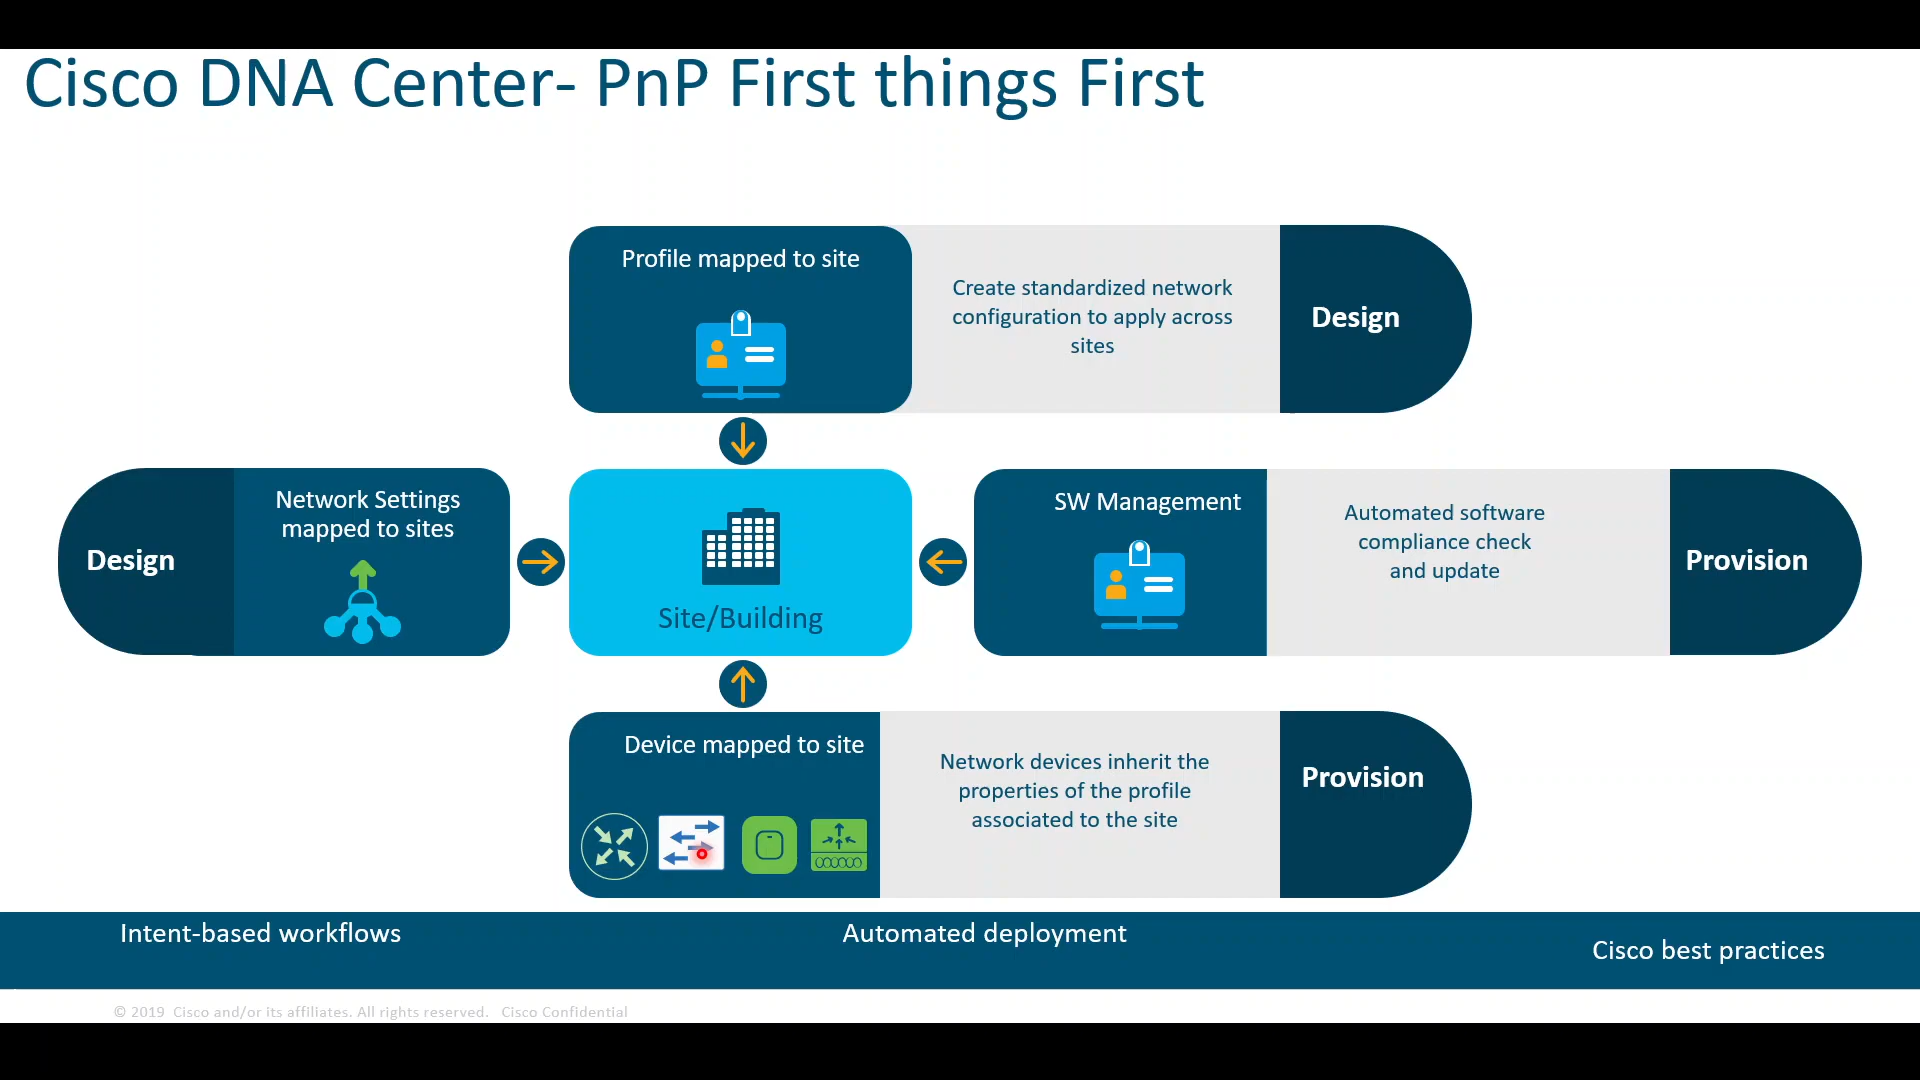 Cisco DNA Center- PnP First things First
Profile mapped to site
Create standardized network
configuration to apply across
sites
Design
Design
Network Settings
mapped to sites
Site/Building
SW Management
Automated software
compliance check
and update
Provision
Device mapped to site
Network devices inherit the
properties of the profile
associated to the site
Provision
Intent-based workflows
Automated deployment
Cisco best practices
© 2019 Cisco and/or its affiliates. All rights reserved. Cisco Confidential